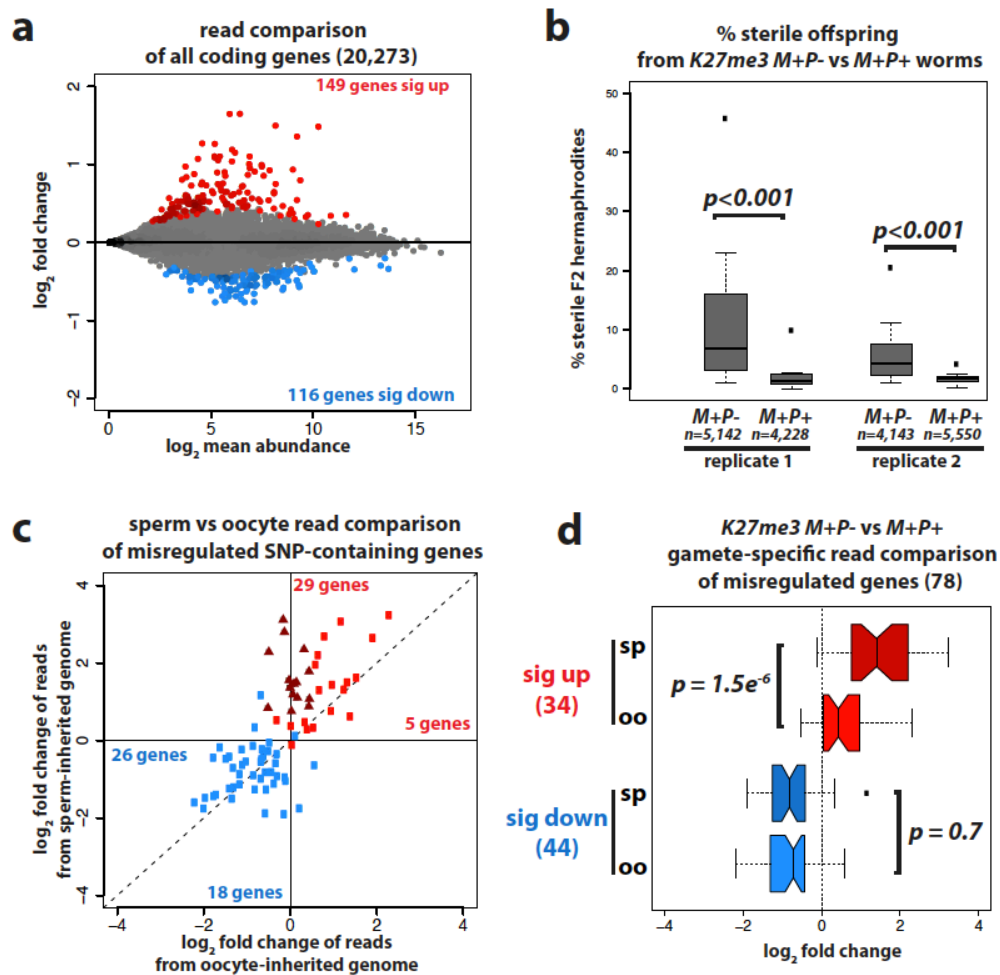 a
read comparison
of all coding genes (20,273)
149 genes sig up
116 genes sig down
log2 fold change
2
1
0
−1
−2
0
5
10
15
log2 mean abundance
b
% sterile offspring
from K27me3 M+P- vs M+P+ worms
% sterile F2 hermaphrodites
50
40
30
20
10
0
p<0.001
p<0.001
M+P- M+P+ M+P- M+P+
n=5,142 n=4,228 n=4,143 n=5,550
replicate 1 replicate 2
c
sperm vs oocyte read comparison
of misregulated SNP-containing genes
29 genes
5 genes
26 genes
18 genes
log2 fold change of reads
from sperm-inherited genome
4
2
0
−2
−4
−4 −2 0 2 4
log2 fold change of reads
from oocyte-inherited genome
d
K27me3 M+P- vs M+P+
gamete-specific read comparison
of misregulated genes (78)
sig up
(34)
sp
oo
p = 1.5e-6
sig down
(44)
sp
oo
p = 0.7
−4 −2 0 2 4
log2 fold change